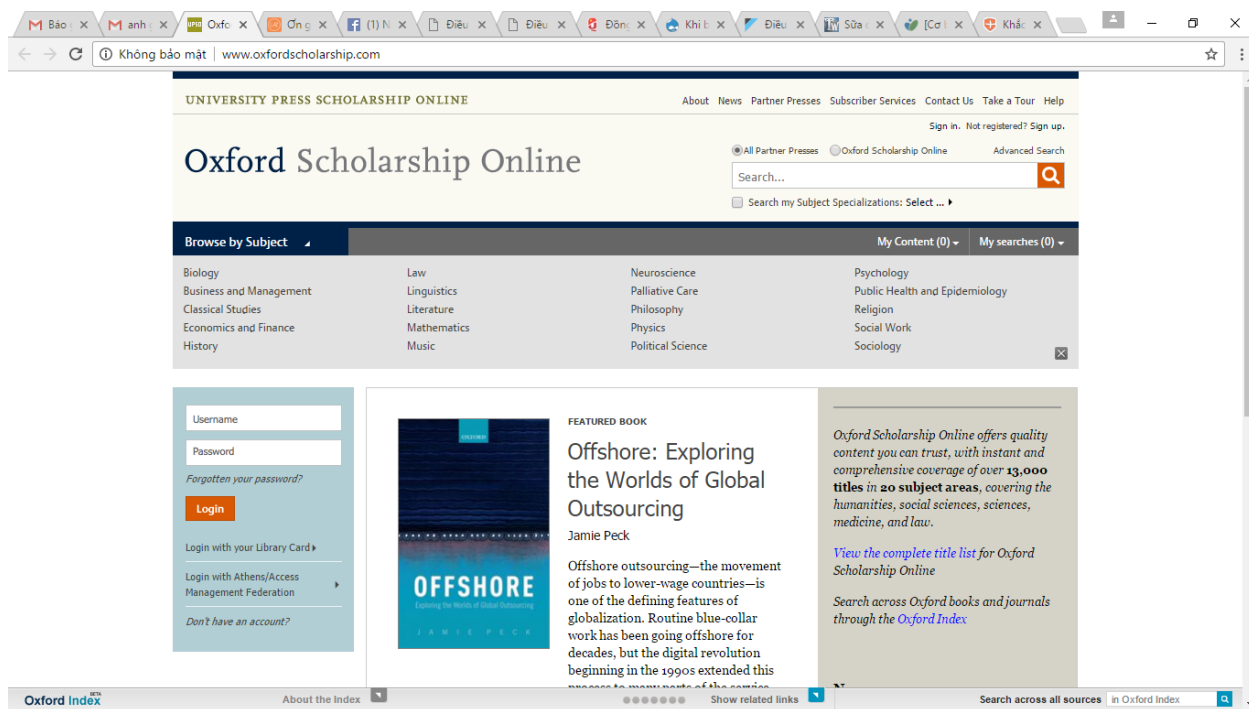 Báo
anh
Oxfo
Ơn g
(1) N
Điều
Điều
Đồng
Khi b
Điều
Sữa
[Cơ b
Khắc
Không bảo mật | www.oxfordscholarship.com
UNIVERSITY PRESS SCHOLARSHIP ONLINE
About News Partner Presses Subscriber Services Contact Us Take a Tour Help
Sign in. Not registered? Sign up.
Oxford Scholarship Online
All Partner Presses Oxford Scholarship Online Advanced Search
Search...
Search my Subject Specializations: Select ...
Browse by Subject
My Content (0) My searches (0)
Biology
Business and Management
Classical Studies
Economics and Finance
History
Law
Linguistics
Literature
Mathematics
Music
Neuroscience
Palliative Care
Philosophy
Physics
Political Science
Psychology
Public Health and Epidemiology
Religion
Social Work
Sociology
Username
Password
Forgotten your password?
Login
Login with your Library Card
Login with Athens/Access
Management Federation
Don't have an account?
OXFORD
OFFSHORE
Exploring the Worlds of Global Outsourcing
JAMIE PECK
FEATURED BOOK
Offshore: Exploring
the Worlds of Global
Outsourcing
Jamie Peck
Offshore outsourcing—the movement
of jobs to lower-wage countries—is
one of the defining features of
globalization. Routine blue-collar
work has been going offshore for
decades, but the digital revolution
beginning in the 1990s extended this
process to many parts of the service
Oxford Scholarship Online offers quality
content you can trust, with instant and
comprehensive coverage of over 13,000
titles in 20 subject areas, covering the
humanities, social sciences, sciences,
medicine, and law.
View the complete title list for Oxford
Scholarship Online
Search across Oxford books and journals
through the Oxford Index
Oxford Index BETA
About the Index
Show related links
Search across all sources in Oxford Index